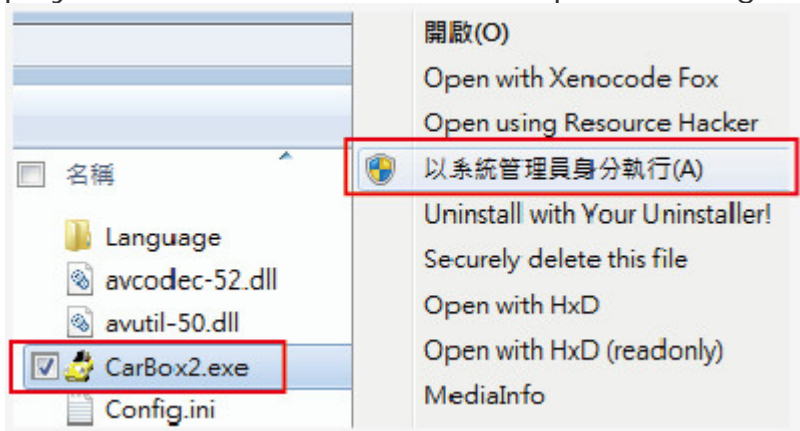 開啟(O)
Open with Xenocode Fox
Open using Resource Hacker
以系統管理員身分執行(A)
Uninstall with Your Uninstaller!
Securely delete this file
Open with HxD
Open with HxD (readonly)
MediaInfo
名稱
Language
avcodec-52.dll
avutil-50.dll
CarBox2.exe
Config.ini